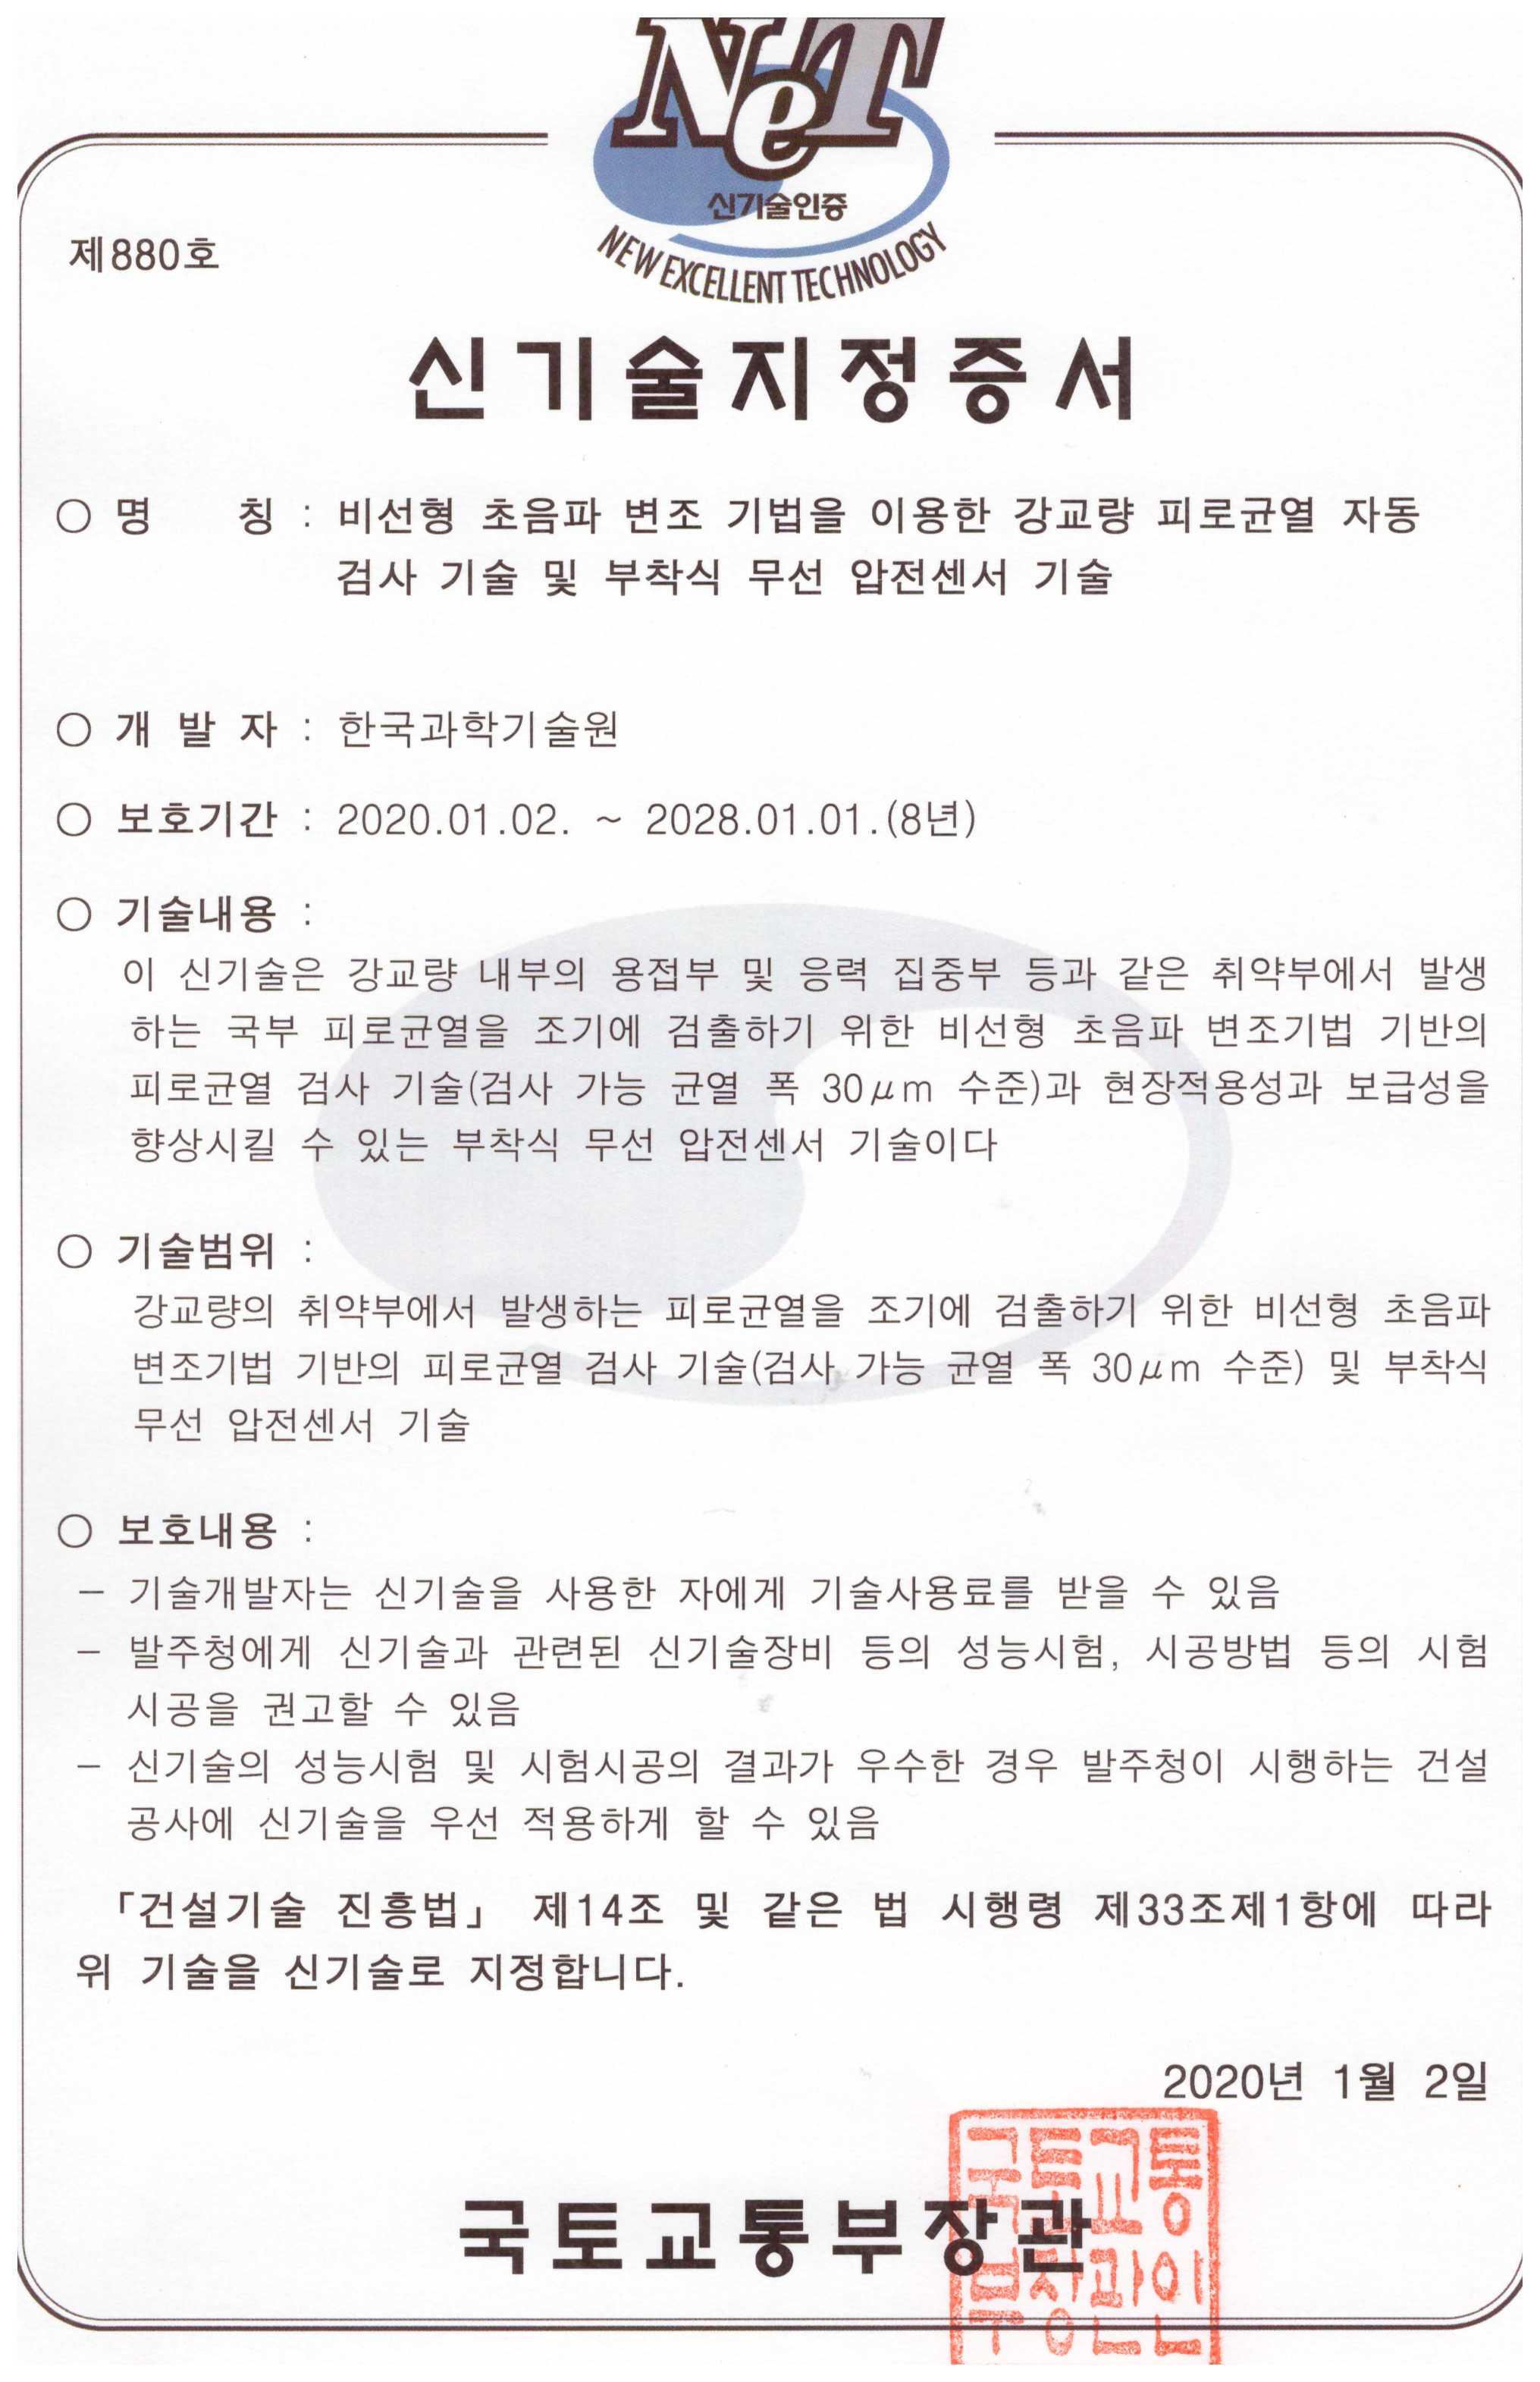 NeT
신기술인증
NEW EXCELLENT TECHNOLOGY
제880호
신기술지정증서
○ 명 칭 : 비선형 초음파 변조 기법을 이용한 강교량 피로균열 자동
검사 기술 및 부착식 무선 압전센서 기술
○ 개 발 자 : 한국과학기술원
○ 보호기간 : 2020.01.02. ~ 2028.01.01.(8년)
○ 기술내용 :
이 신기술은 강교량 내부의 용접부 및 응력 집중부 등과 같은 취약부에서 발생
하는 국부 피로균열을 조기에 검출하기 위한 비선형 초음파 변조기법 기반의
피로균열 검사 기술(검사 가능 균열 폭 30μm 수준)과 현장적용성과 보급성을
향상시킬 수 있는 부착식 무선 압전센서 기술이다
○ 기술범위 :
강교량의 취약부에서 발생하는 피로균열을 조기에 검출하기 위한 비선형 초음파
변조기법 기반의 피로균열 검사 기술(검사 가능 균열 폭 30μm 수준) 및 부착식
무선 압전센서 기술
○ 보호내용 :
- 기술개발자는 신기술을 사용한 자에게 기술사용료를 받을 수 있음
- 발주청에게 신기술과 관련된 신기술장비 등의 성능시험, 시공방법 등의 시험
시공을 권고할 수 있음
- 신기술의 성능시험 및 시험시공의 결과가 우수한 경우 발주청이 시행하는 건설
공사에 신기술을 우선 적용하게 할 수 있음
「건설기술 진흥법」 제14조 및 같은 법 시행령 제33조제1항에 따라
위 기술을 신기술로 지정합니다.
2020년 1월 2일
국토교통부장관
국토교통
부장관인